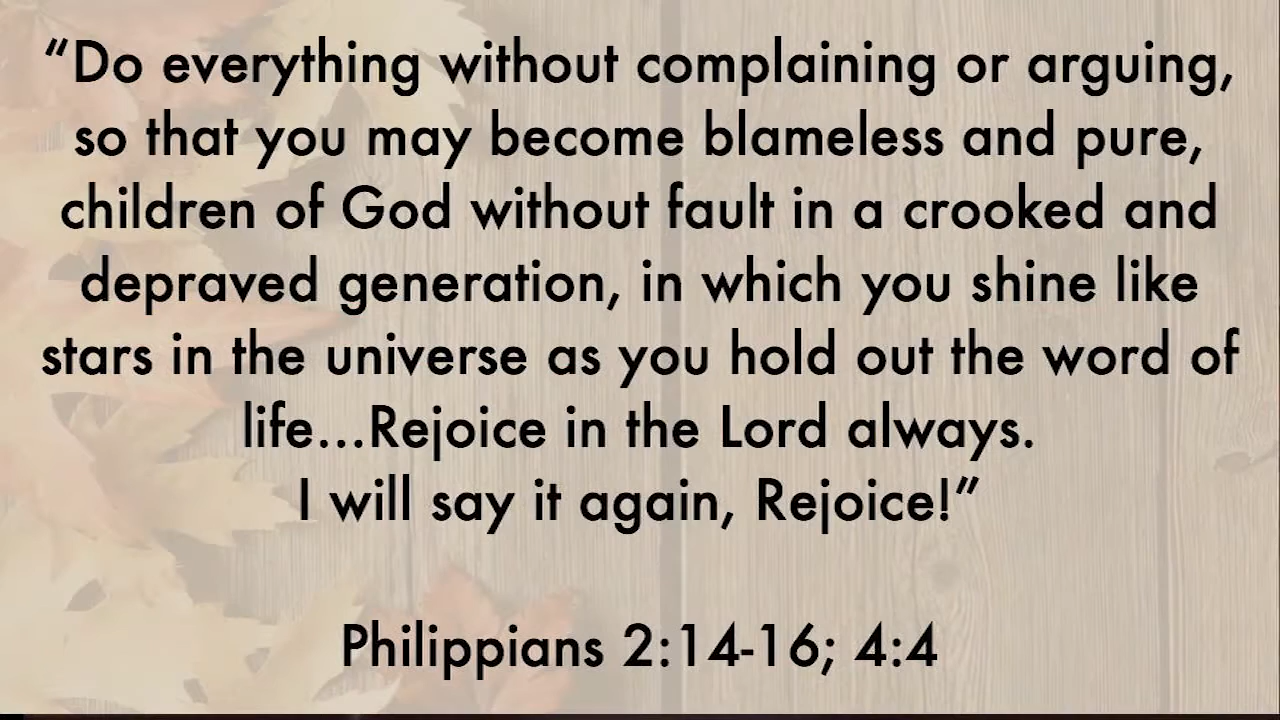 “Do everything without complaining or arguing,
so that you may become blameless and pure,
children of God without fault in a crooked and
depraved generation, in which you shine like
stars in the universe as you hold out the word of
life...Rejoice in the Lord always.
I will say it again, Rejoice!”
Philippians 2:14-16; 4:4